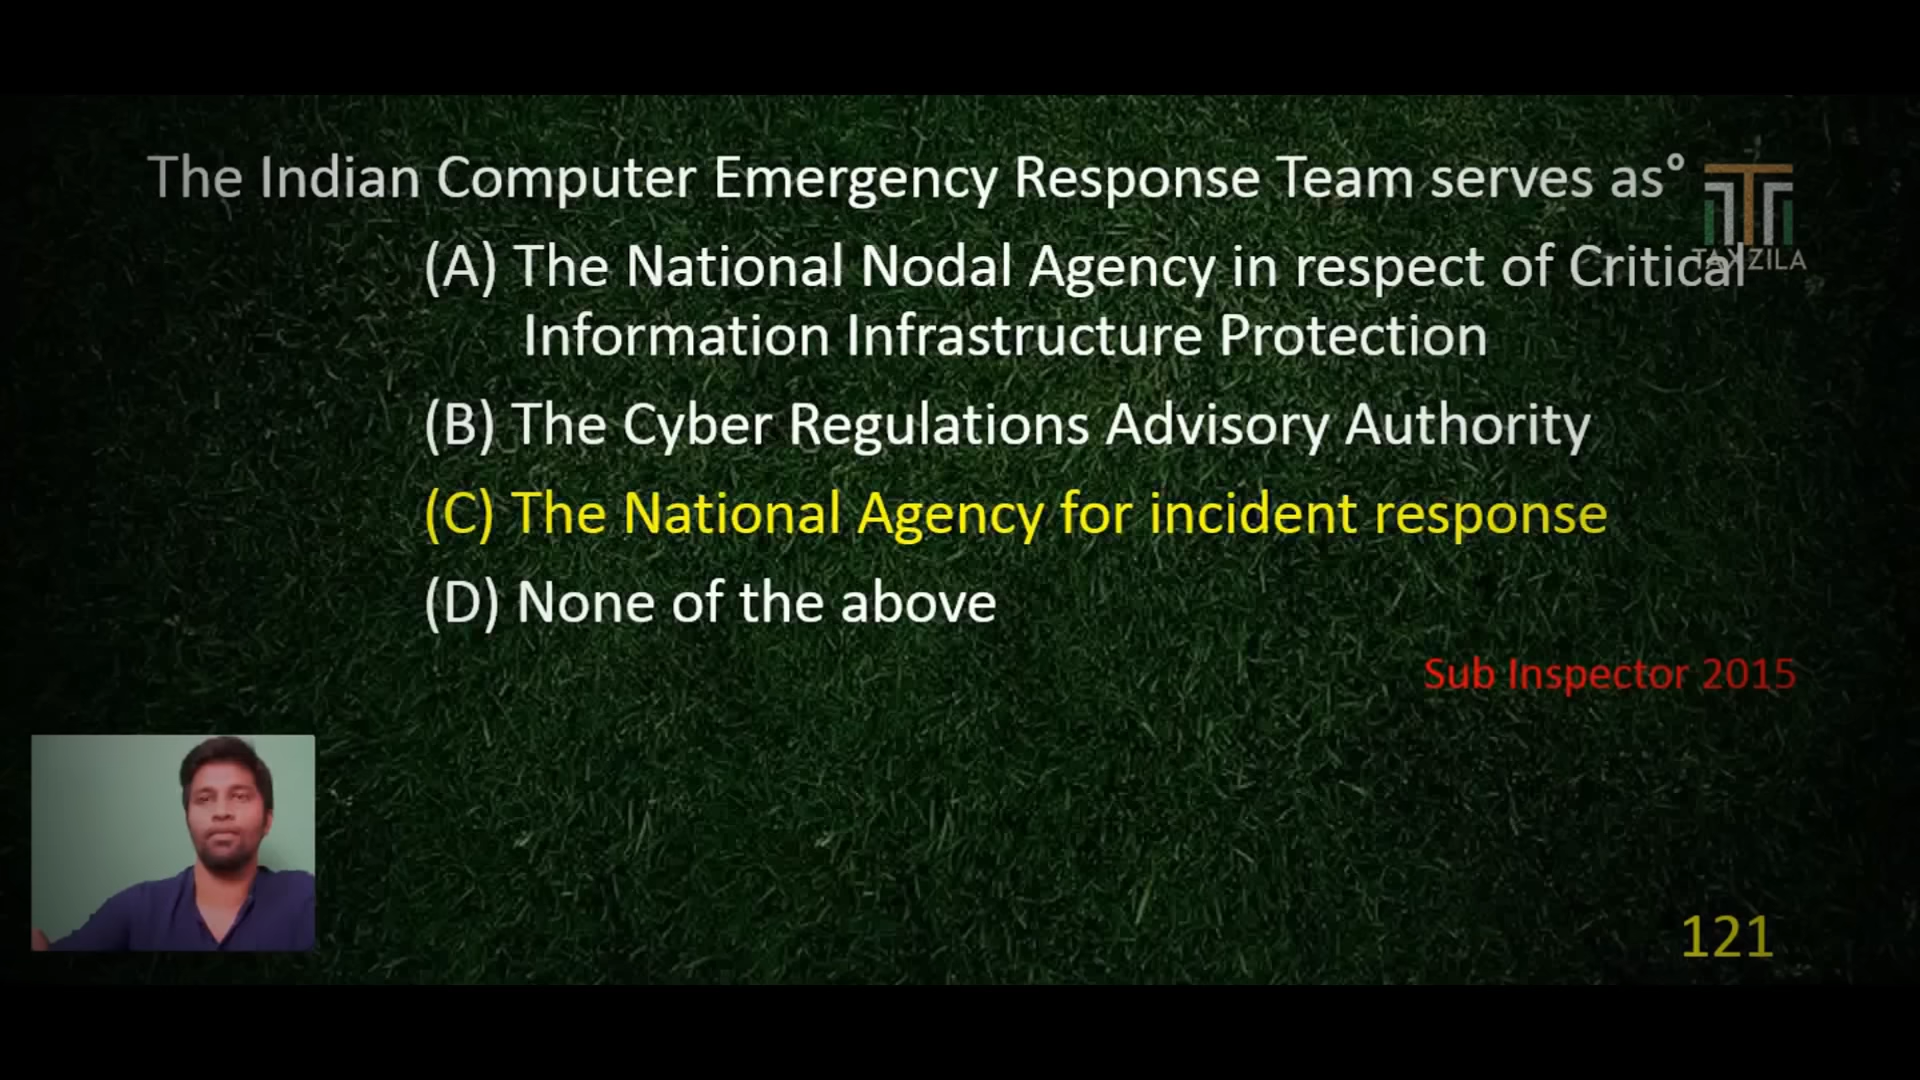 The Indian Computer Emergency Response Team serves as°
(A) The National Nodal Agency in respect of Critical
Information Infrastructure Protection
(B) The Cyber Regulations Advisory Authority
(C) The National Agency for incident response
(D) None of the above
Sub Inspector 2015
121